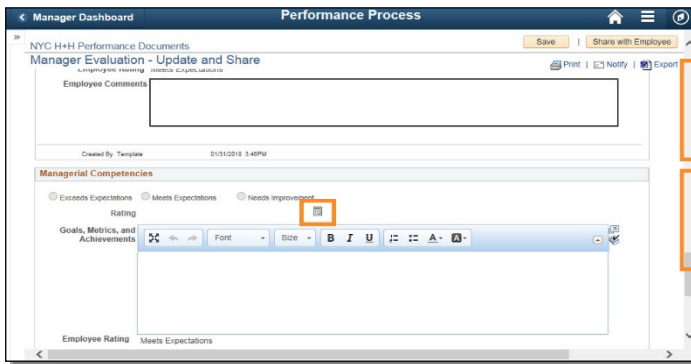 Manager Dashboard
Performance Process
NYC H+H Performance Documents
Save | Share with Employee
Manager Evaluation - Update and Share
Print | Notify | Export
Employee Rating Meets Expectations
Employee Comments
Created By Template 01/31/2018 3:46PM
Managerial Competencies
Exceeds Expectations Meets Expectations Needs Improvement
Rating
Goals, Metrics, and
Achievements
Font Size B I U A A
Employee Rating Meets Expectations